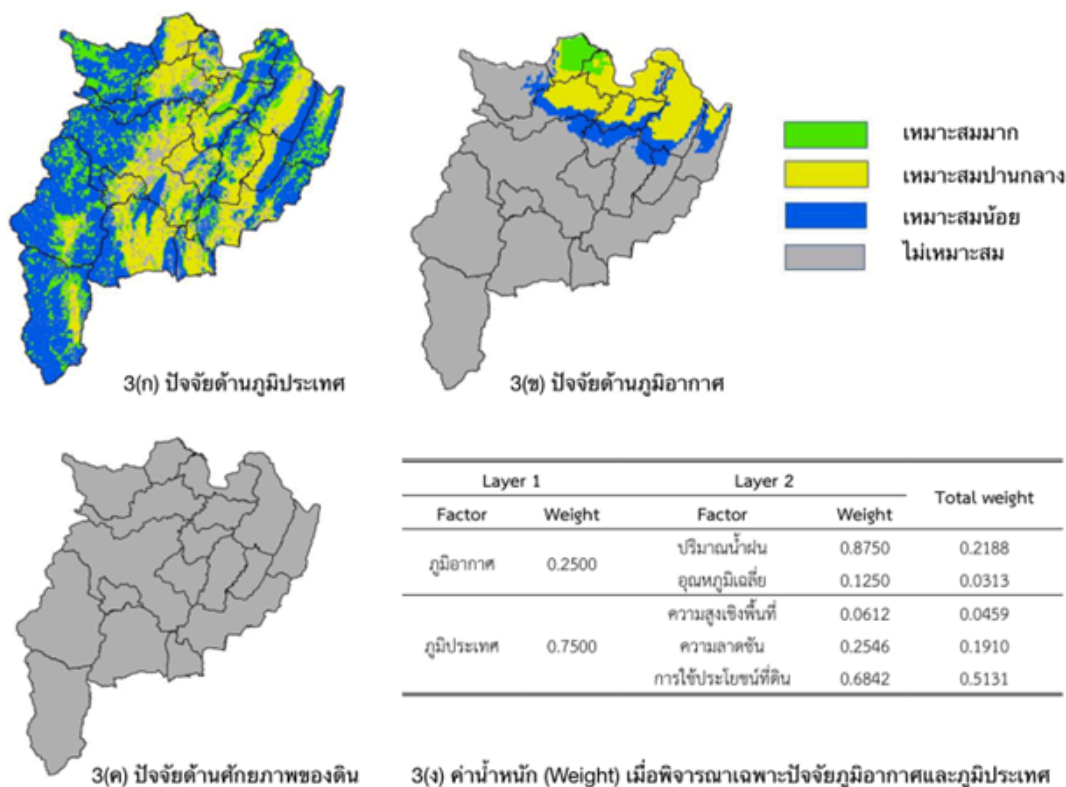 เหมาะสมมาก
เหมาะสมปานกลาง
เหมาะสมน้อย
ไม่เหมาะสม
3(ก) ปัจจัยด้านภูมิประเทศ
3(ข) ปัจจัยด้านภูมิอากาศ
Layer 1 Layer 2 Total weight
Factor Weight Factor Weight
ภูมิอากาศ 0.2500 ปริมาณน้ำฝน 0.8750 0.2188
อุณหภูมิเฉลี่ย 0.1250 0.0313
ภูมิประเทศ 0.7500 ความสูงเชิงพื้นที่ 0.0612 0.0459
ความลาดชัน 0.2546 0.1910
การใช้ประโยชน์ที่ดิน 0.6842 0.5131
3(ค) ปัจจัยด้านศักยภาพของดิน
3(ง) ค่าน้ำหนัก (Weight) เมื่อพิจารณาเฉพาะปัจจัยภูมิอากาศและภูมิประเทศ